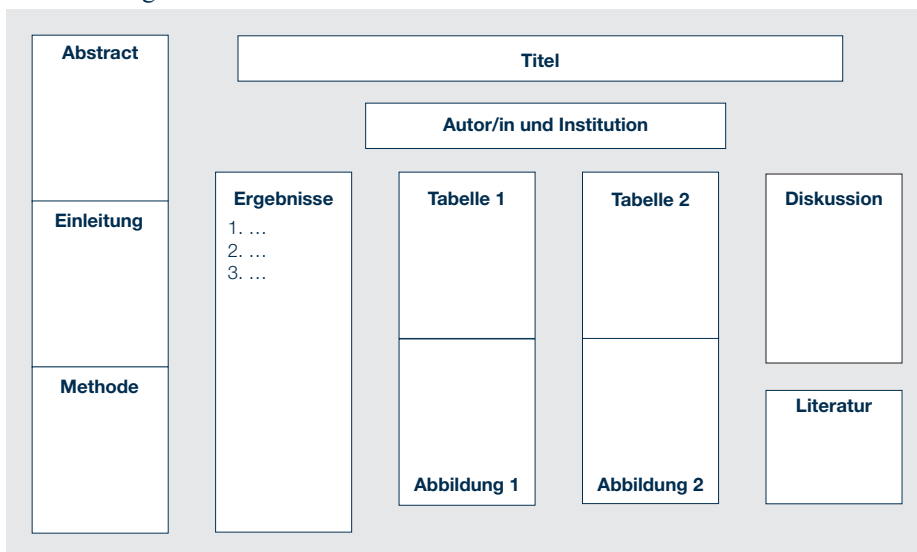 Abstract
Titel
Autor/in und Institution
Einleitung
Methode
Ergebnisse
1. …
2. …
3. …
Tabelle 1
Abbildung 1
Tabelle 2
Abbildung 2
Diskussion
Literatur